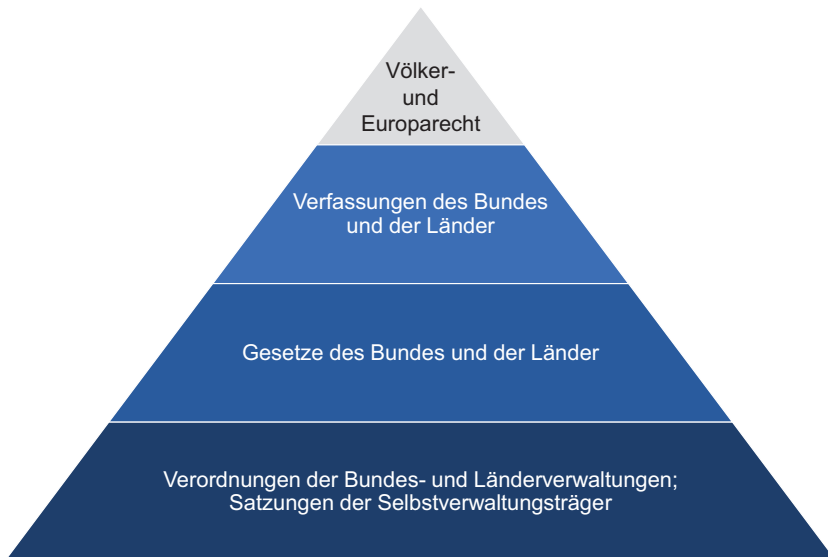 Völker-
und
Europarecht
Verfassungen des Bundes
und der Länder
Gesetze des Bundes und der Länder
Verordnungen der Bundes- und Länderverwaltungen;
Satzungen der Selbstverwaltungsträger